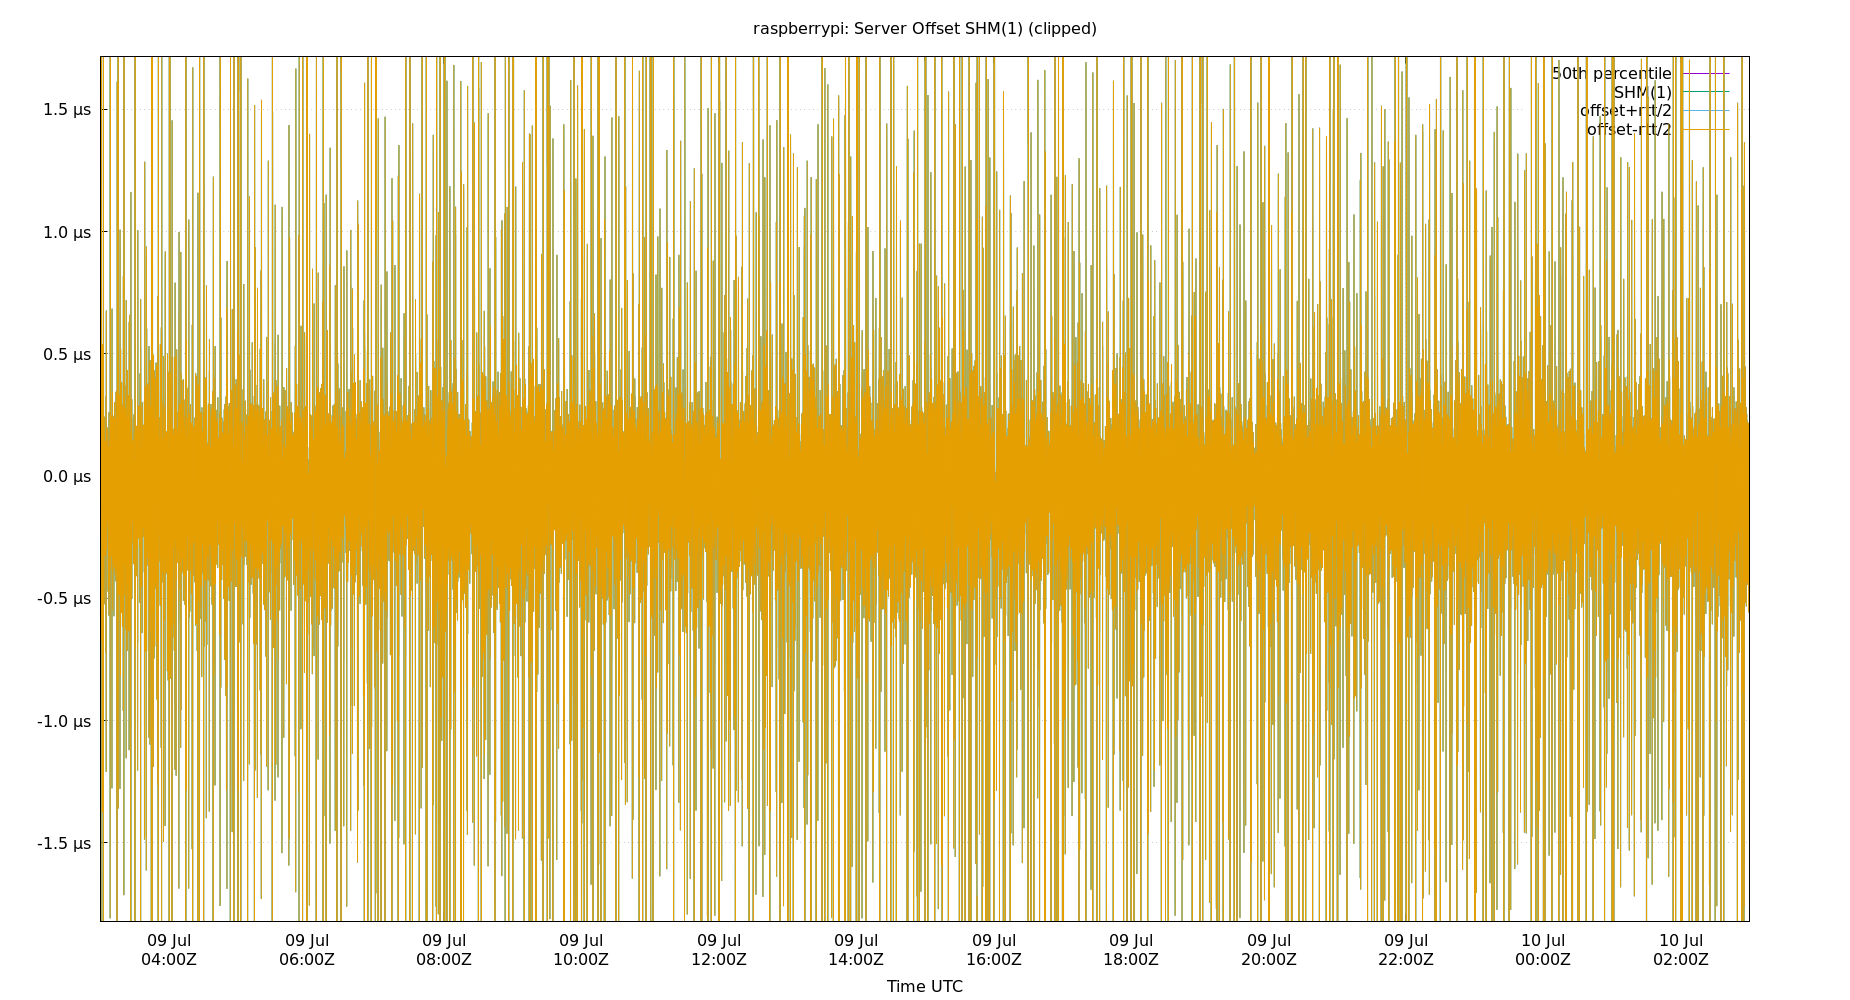 raspberrypi: Server Offset SHM(1) (clipped)
50th percentile
SHM(1)
offset+rtt/2
offset-rtt/2
1.5 µs
1.0 µs
0.5 µs
0.0 µs
-0.5 µs
-1.0 µs
-1.5 µs
09 Jul 09 Jul 09 Jul 09 Jul 09 Jul 09 Jul 09 Jul 09 Jul 09 Jul 09 Jul 10 Jul 10 Jul
04:00Z 06:00Z 08:00Z 10:00Z 12:00Z 14:00Z 16:00Z 18:00Z 20:00Z 22:00Z 00:00Z 02:00Z
Time UTC